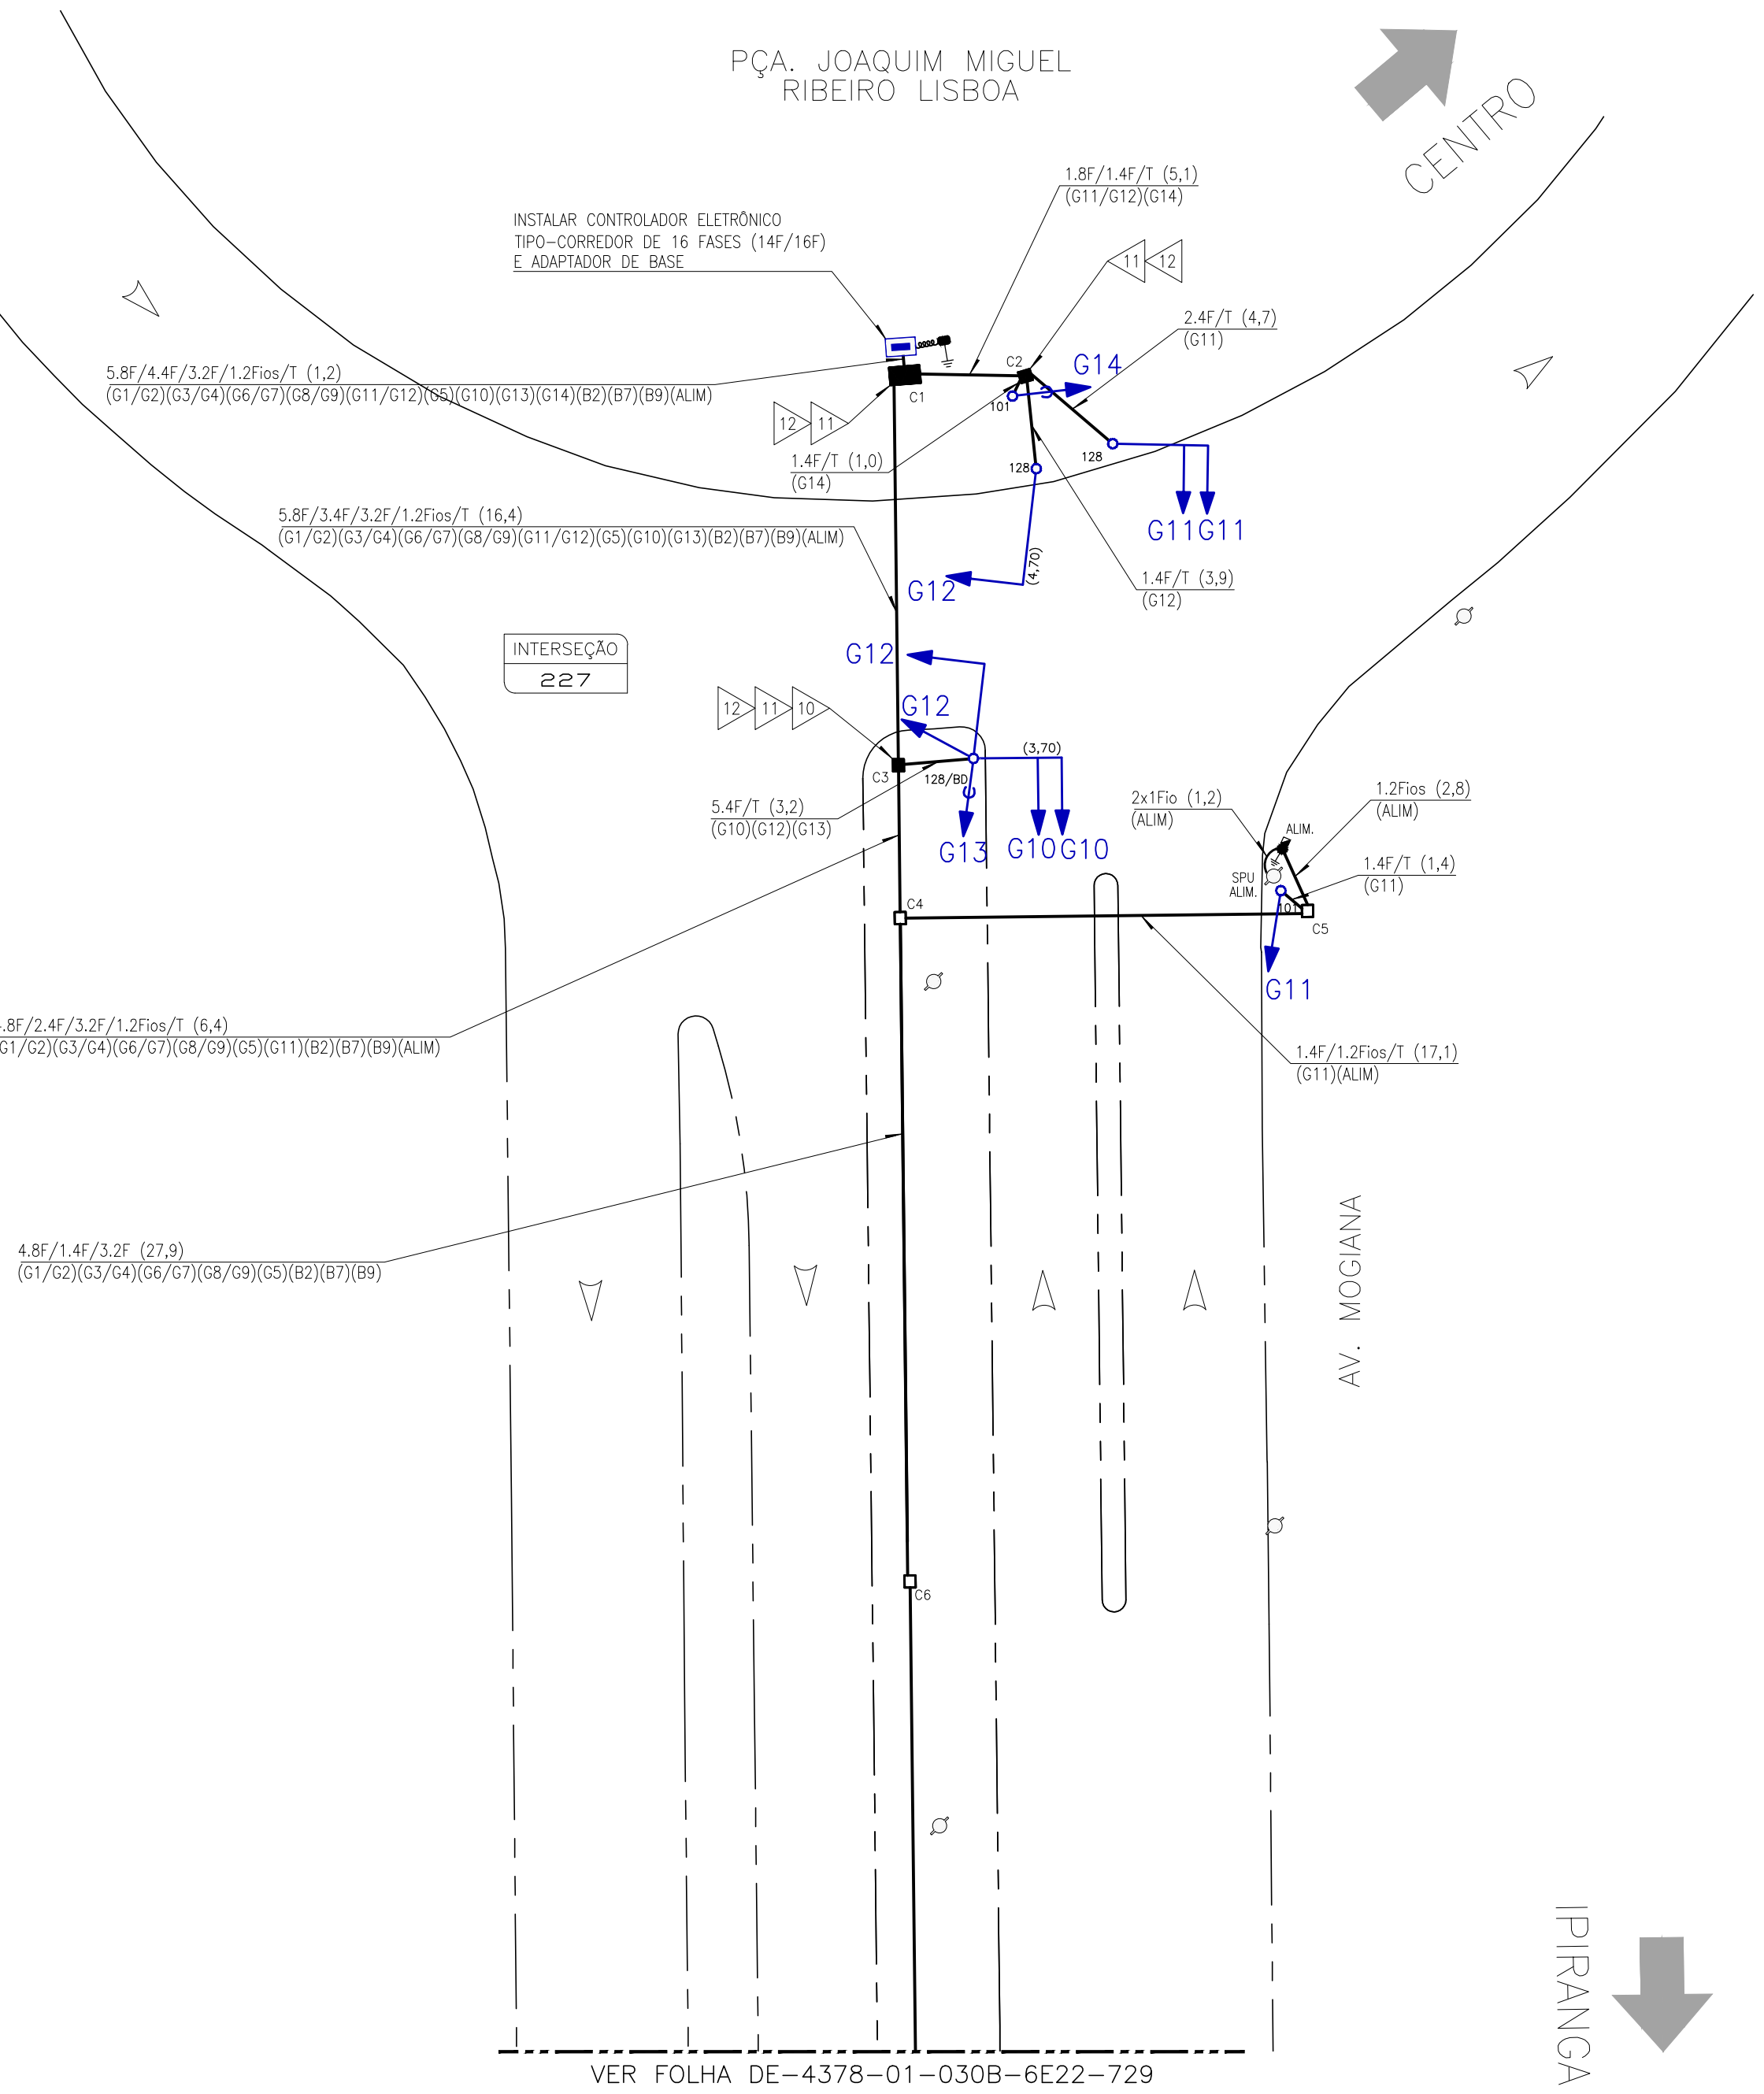 PÇA. JOAQUIM MIGUEL
RIBEIRO LISBOA
CENTRO
1.8F/1.4F/T (5,1)
(G11/G12)(G14)
INSTALAR CONTROLADOR ELETRÔNICO
TIPO-CORREDOR DE 16 FASES (14F/16F)
E ADAPTADOR DE BASE
11
12
2.4F/T (4,7)
(G11)
C2
G14
5.8F/4.4F/3.2F/1.2Fios/T (1,2)
(G1/G2)(G3/G4)(G6/G7)(G8/G9)(G11/G12)(G5)(G10)(G13)(G14)(B2)(B7)(B9)(ALIM)
C1
101
12
11
128
128
1.4F/T (1,0)
(G14)
5.8F/3.4F/3.2F/1.2Fios/T (16,4)
(G1/G2)(G3/G4)(G6/G7)(G8/G9)(G11/G12)(G5)(G10)(G13)(B2)(B7)(B9)(ALIM)
G11
G11
(4,70)
G12
1.4F/T (3,9)
(G12)
INTERSEÇÃO
227
G12
12
11
10
G12
(3,70)
C3
128/BD
5.4F/T (3,2)
(G10)(G12)(G13)
G13
G10
G10
2x1Fio (1,2)
(ALIM)
1.2Fios (2,8)
(ALIM)
ALIM.
1.4F/T (1,4)
(G11)
SPU
ALIM.
101
C4
C5
G11
.8F/2.4F/3.2F/1.2Fios/T (6,4)
G1/G2)(G3/G4)(G6/G7)(G8/G9)(G5)(G11)(B2)(B7)(B9)(ALIM)
1.4F/1.2Fios/T (17,1)
(G11)(ALIM)
4.8F/1.4F/3.2F (27,9)
(G1/G2)(G3/G4)(G6/G7)(G8/G9)(G5)(B2)(B7)(B9)
AV. MOGIANA
C6
IPIRANGA
VER FOLHA DE-4378-01-030B-6E22-729